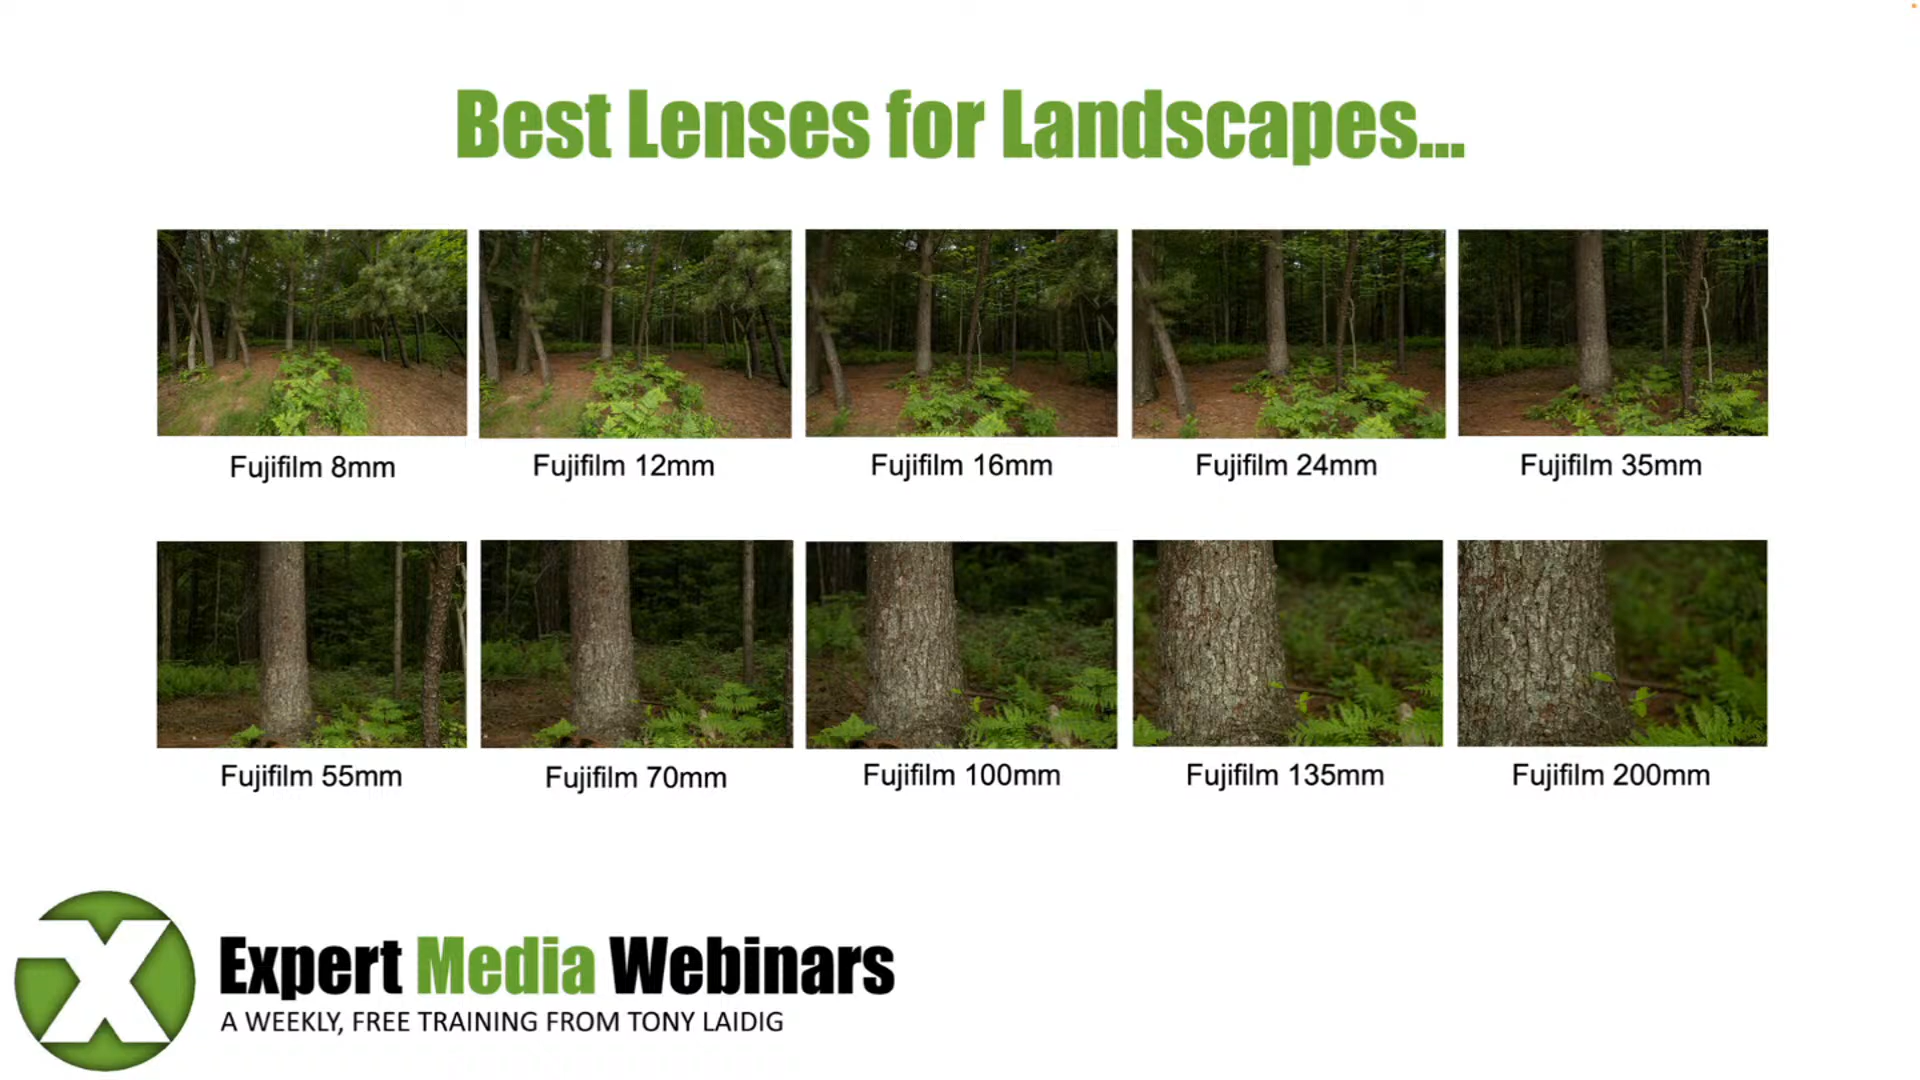 Best Lenses for Landscapes...
Fujifilm 8mm
Fujifilm 12mm
Fujifilm 16mm
Fujifilm 24mm
Fujifilm 35mm
Fujifilm 55mm
Fujifilm 70mm
Fujifilm 100mm
Fujifilm 135mm
Fujifilm 200mm
X
Expert Media Webinars
A WEEKLY, FREE TRAINING FROM TONY LAIDIG